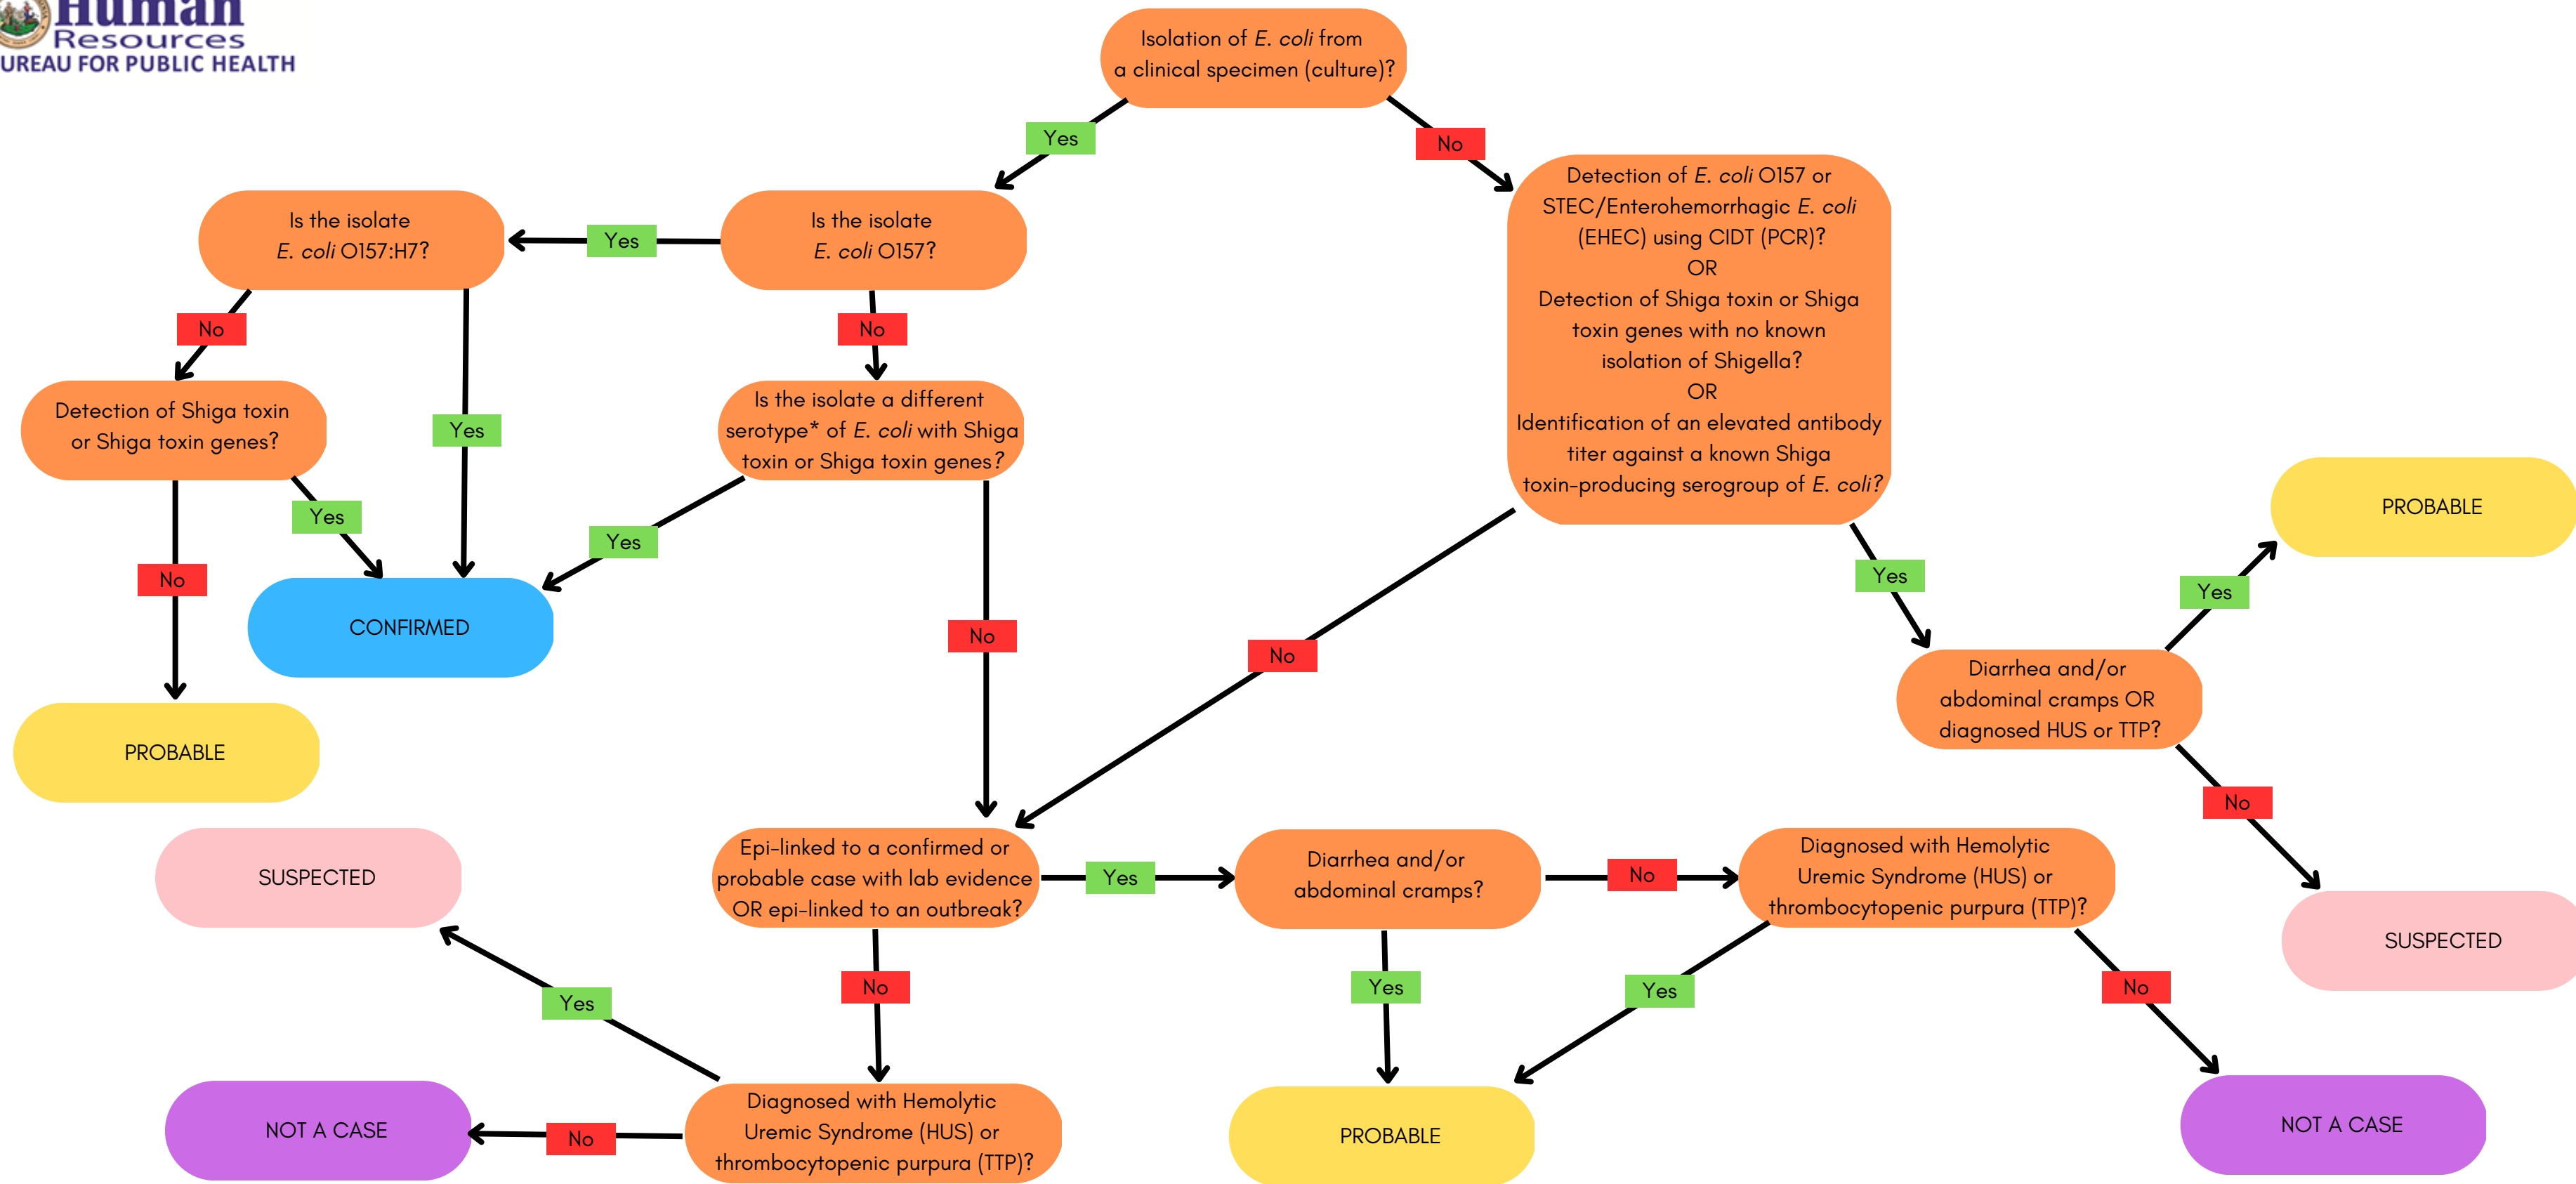 Human
Resources
UREAU FOR PUBLIC HEALTH
Isolation of E. coli from
a clinical specimen (culture)?
Yes
No
Is the isolate
E. coli O157:H7?
Yes
Is the isolate
E. coli O157?
Detection of E. coli O157 or
STEC/Enterohemorrhagic E. coli
(EHEC) using CIDT (PCR)?
OR
Detection of Shiga toxin or Shiga
toxin genes with no known
isolation of Shigella?
OR
Identification of an elevated antibody
titer against a known Shiga
toxin-producing serogroup of E. coli?
No
No
Detection of Shiga toxin
or Shiga toxin genes?
Yes
Is the isolate a different
serotype* of E. coli with Shiga
toxin or Shiga toxin genes?
Yes
Yes
No
CONFIRMED
No
No
Yes
PROBABLE
Yes
Diarrhea and/or
abdominal cramps OR
diagnosed HUS or TTP?
No
PROBABLE
SUSPECTED
Epi-linked to a confirmed or
probable case with lab evidence
OR epi-linked to an outbreak?
Yes
Diarrhea and/or
abdominal cramps?
No
Diagnosed with Hemolytic
Uremic Syndrome (HUS) or
thrombocytopenic purpura (TTP)?
SUSPECTED
Yes
No
Yes
Yes
No
NOT A CASE
No
Diagnosed with Hemolytic
Uremic Syndrome (HUS) or
thrombocytopenic purpura (TTP)?
PROBABLE
NOT A CASE